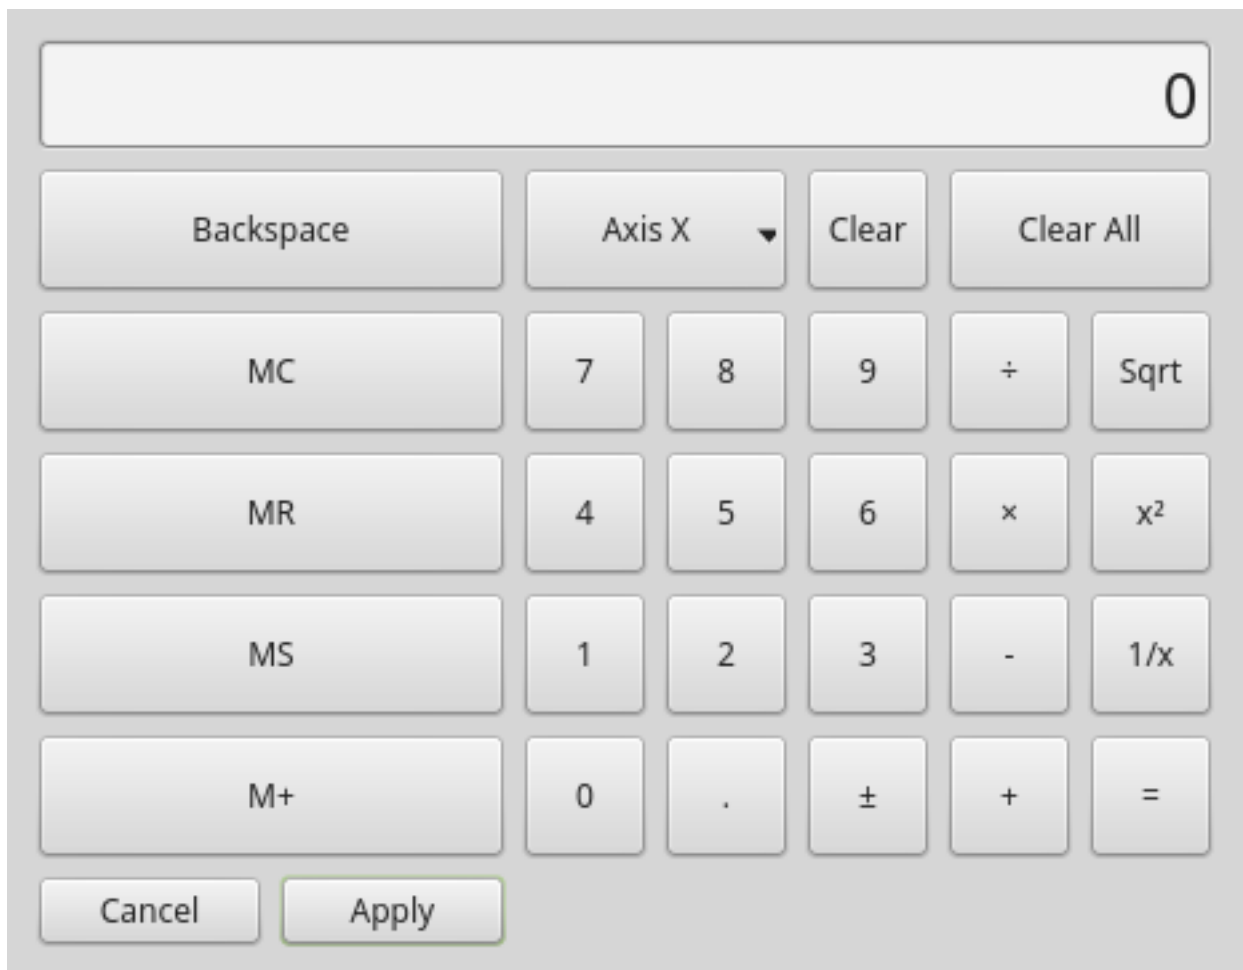 0
Backspace Axis X Clear Clear All
MC 7 8 9 ÷ Sqrt
MR 4 5 6 × x²
MS 1 2 3 - 1/x
M+ 0 . ± + =
Cancel Apply